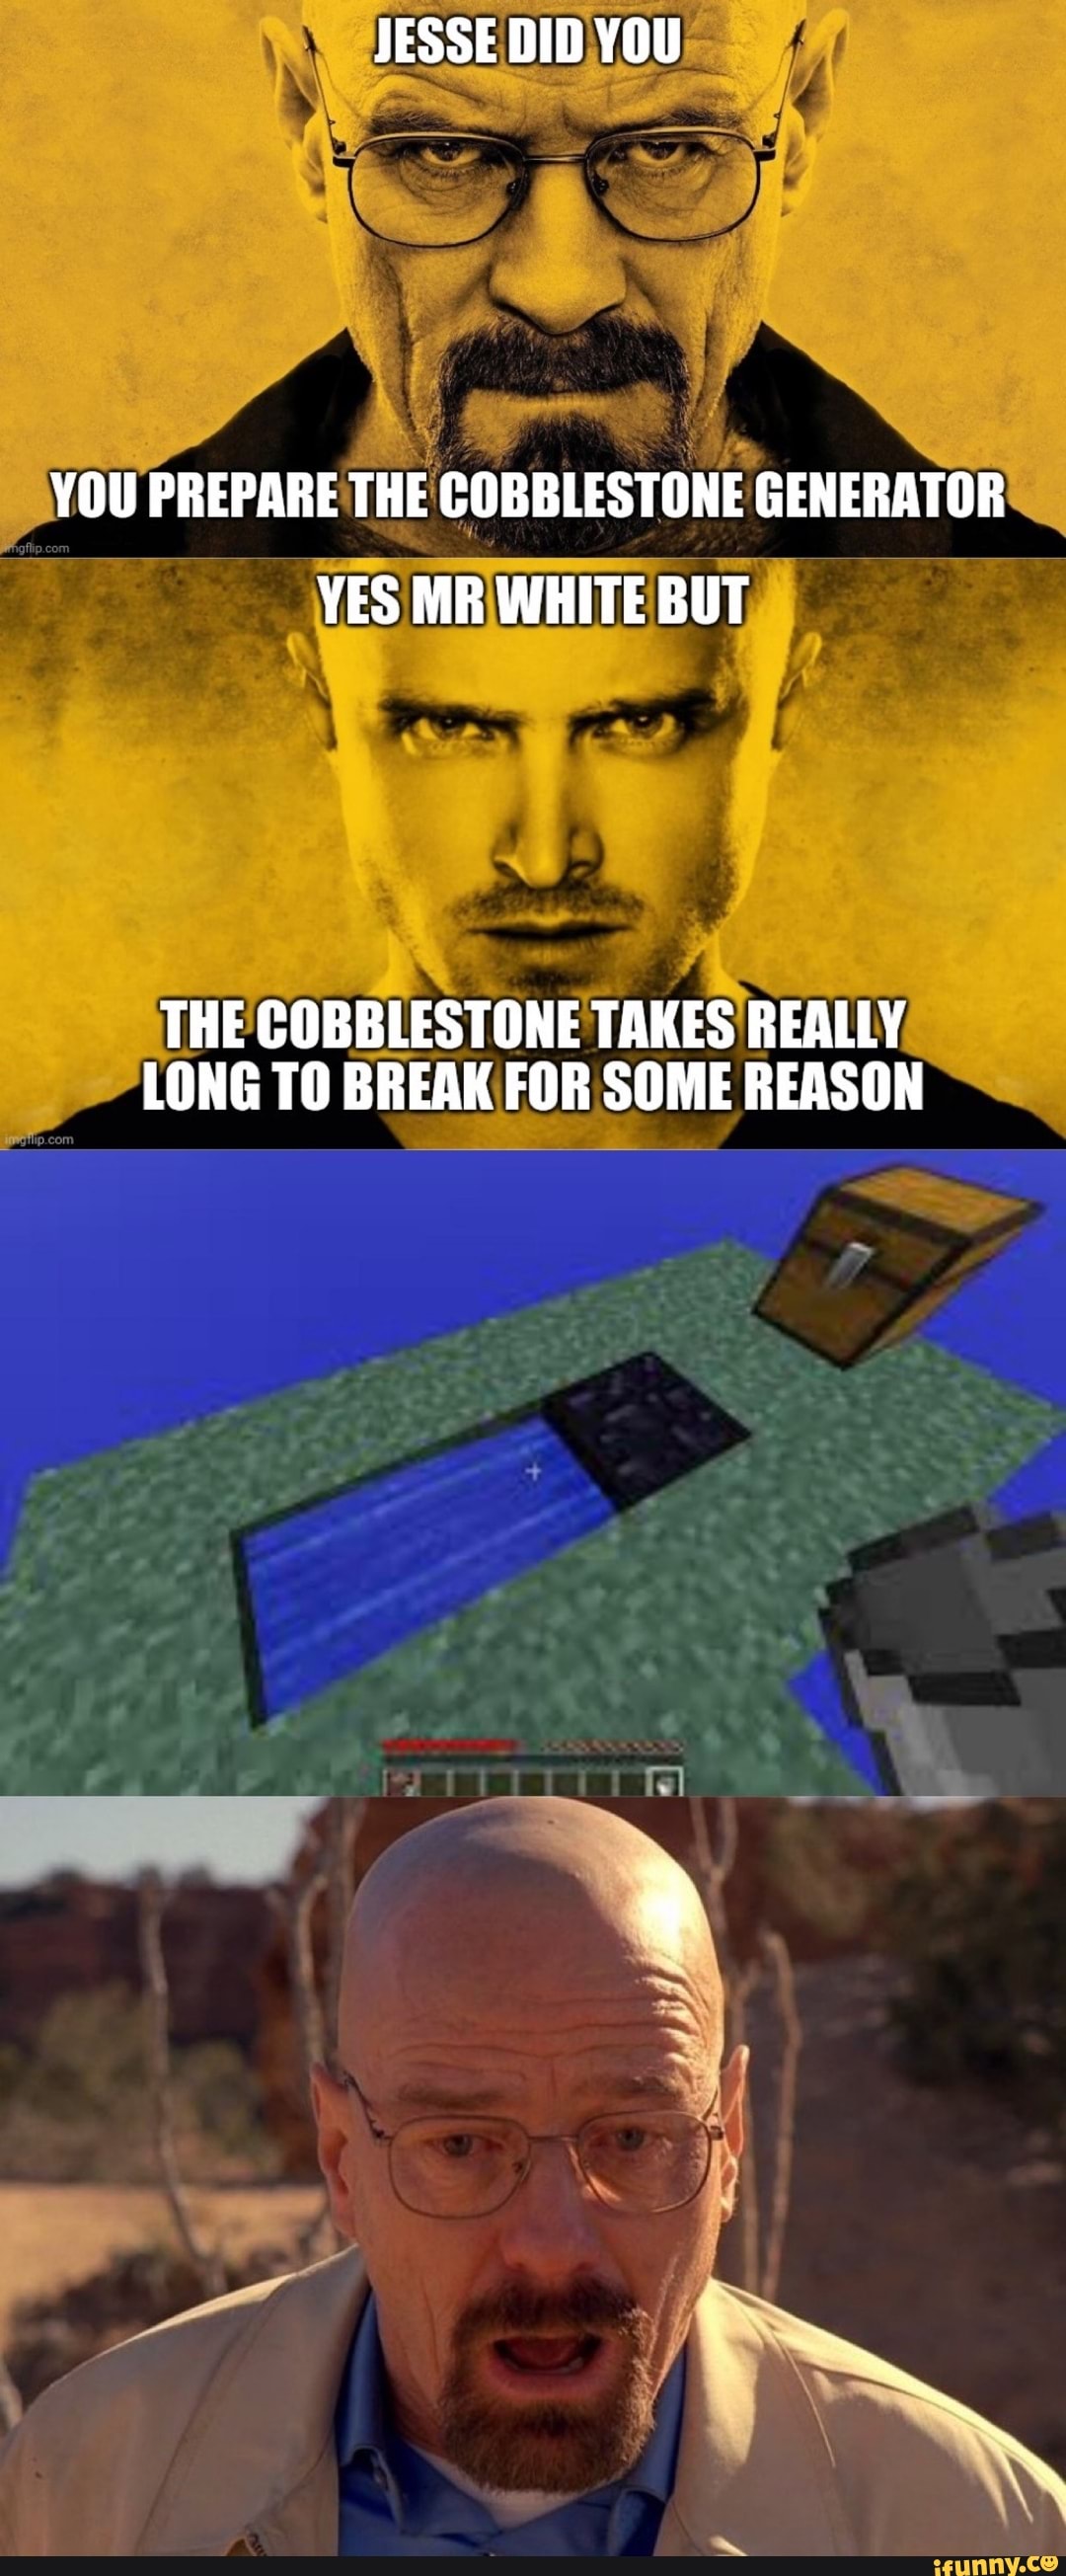 JESSE DID YOU
YOU PREPARE THE COBBLESTONE GENERATOR
imgflip.com
YES MR WHITE BUT
THE COBBLESTONE TAKES REALLY
LONG TO BREAK FOR SOME REASON
imgflip.com
ifunny.co